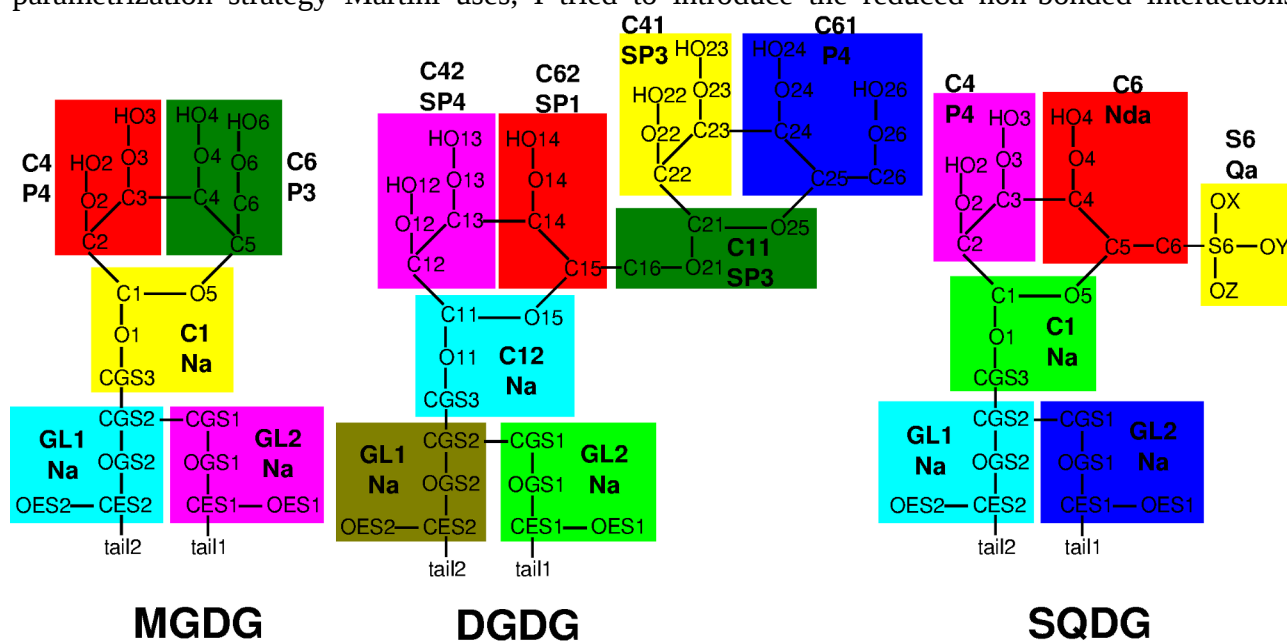 parametrization strategy Martini uses, I tried to introduce the reduced non-bonded interactions
C4
P4
HO3
HO2
O3
O2
C3
C2
HO4
HO6
O4
O6
C4
C6
C5
C6
P3
C1
O5
O1
CGS3
C1
Na
CGS2
OGS2
OES2
CES2
GL1
Na
CGS1
OGS1
CES1
OES1
GL2
Na
tail2
tail1
MGDG
C42
SP4
HO13
HO12
O13
O12
C13
C12
C62
SP1
HO14
O14
C14
C15
C41
SP3
HO23
HO22
O23
O22
C23
C22
C61
P4
HO24
HO26
O24
O26
C24
C25
C26
C16
C21
O21
O25
C11
SP3
C11
O15
O11
CGS3
C12
Na
GL1
Na
CGS2
OGS2
OES2
CES2
CGS1
OGS1
CES1
OES1
GL2
Na
tail2
tail1
DGDG
C4
P4
HO3
HO2
O3
O2
C3
C2
C6
Nda
HO4
O4
C4
C5
C6
S6
Qa
OX
S6
OY
OZ
C1
O5
O1
CGS3
C1
Na
GL1
Na
CGS2
OGS2
OES2
CES2
CGS1
OGS1
CES1
OES1
GL2
Na
tail2
tail1
SQDG